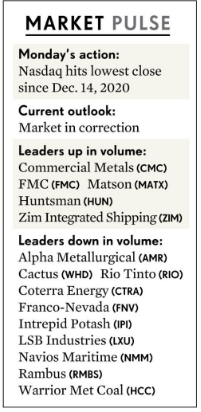 MARKET PULSE
Monday's action:
Nasdaq hits lowest close
since Dec. 14, 2020
Current outlook:
Market in correction
Leaders up in volume:
Commercial Metals (CMC)
FMC (FMC) Matson (MATX)
Huntsman (HUN)
Zim Integrated Shipping (ZIM)
Leaders down in volume:
Alpha Metallurgical (AMR)
Cactus (WHD) Rio Tinto (RIO)
Coterra Energy (CTRA)
Franco-Nevada (FNV)
Intrepid Potash (IPI)
LSB Industries (LXU)
Navios Maritime (NMM)
Rambus (RMBS)
Warrior Met Coal (HCC)